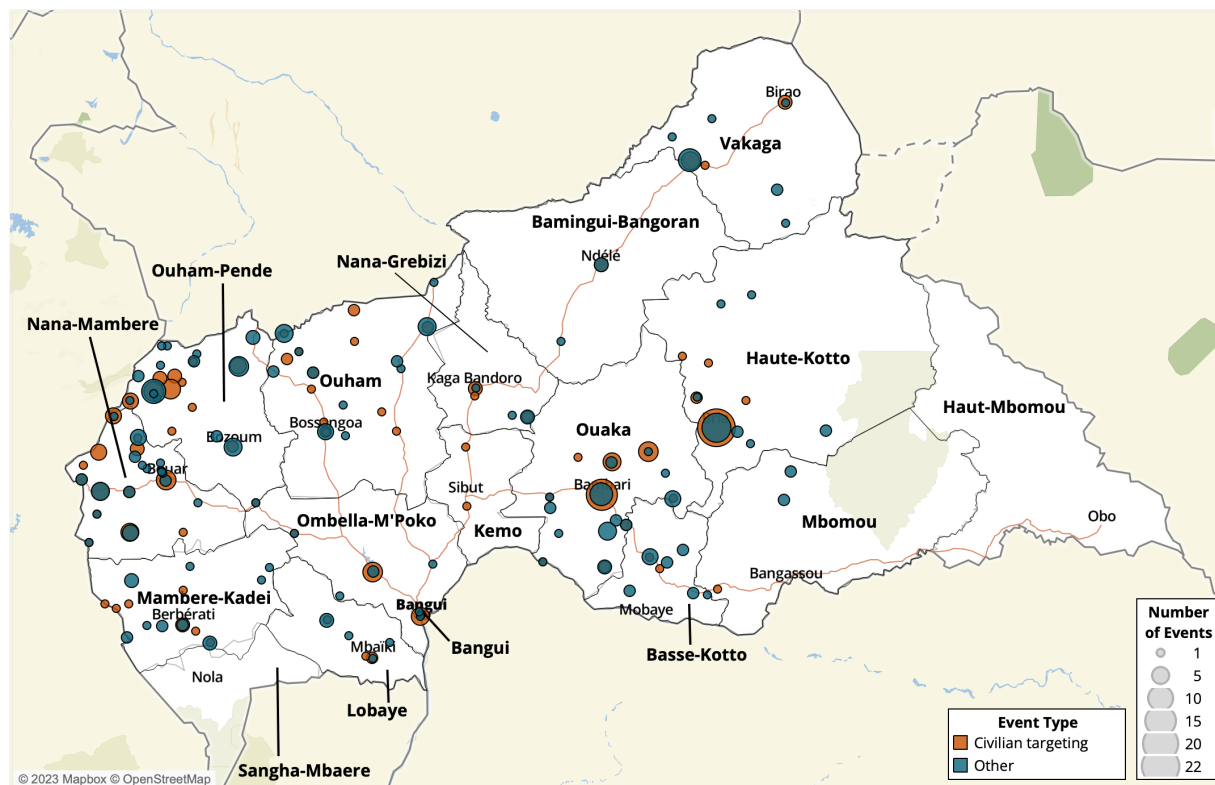 Birao
Vakaga
Bamingui-Bangoran
Ndélé
Nana-Grebizi
Ouham-Pende
Nana-Mambere
Haute-Kotto
Kaga Bandoro
Ouham
Haut-Mbomou
Bossangoa
Ouaka
Bozoum
Bouar
Bambari
Sibut
Ombella-M'Poko
Kemo
Mbomou
Obo
Bangassou
Mambere-Kadei
Berbérati
Bangui
Mobaye
Mbaïki
Bangui
Basse-Kotto
Nola
Lobaye
Sangha-Mbaere
Number
of Events
1
5
10
15
20
22
Event Type
Civilian targeting
Other
© 2023 Mapbox © OpenStreetMap